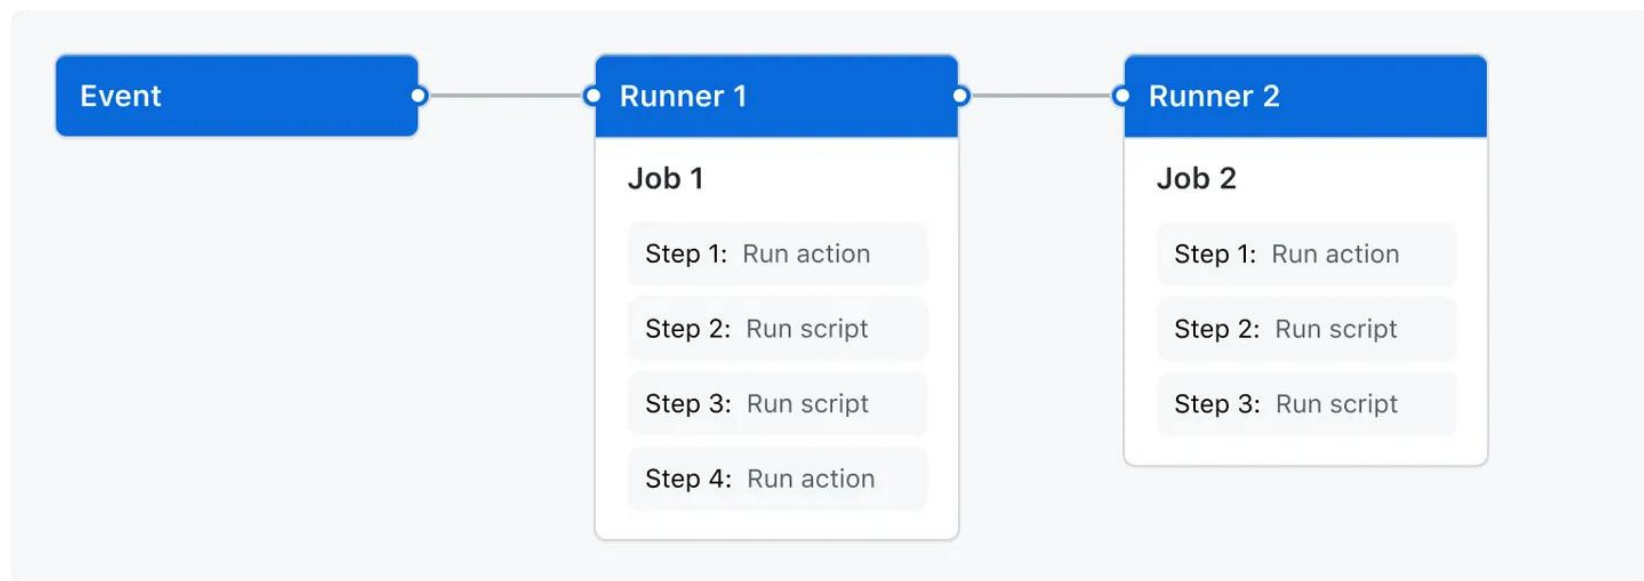 Event
Runner 1
Job 1
Step 1: Run action
Step 2: Run script
Step 3: Run script
Step 4: Run action
Runner 2
Job 2
Step 1: Run action
Step 2: Run script
Step 3: Run script